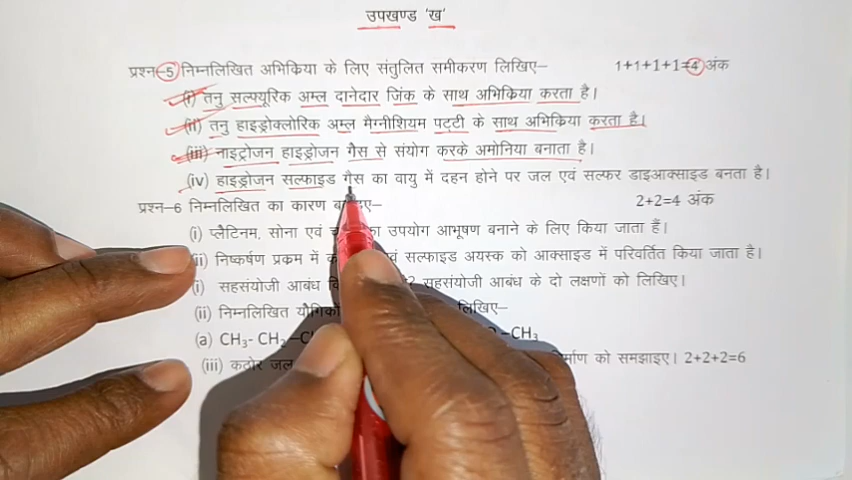 उपखण्ड 'ख'
प्रश्न-5 निम्नलिखित अभिक्रिया के लिए संतुलित समीकरण लिखिए– 1+1+1+1=4 अंक
(i) तनु सल्फ्यूरिक अम्ल दानेदार जिंक के साथ अभिक्रिया करता है।
(ii) तनु हाइड्रोक्लोरिक अम्ल मैग्नीशियम पट्टी के साथ अभिक्रिया करता है।
(iii) नाइट्रोजन हाइड्रोजन गैस से संयोग करके अमोनिया बनाता है।
(iv) हाइड्रोजन सल्फाइड गैस का वायु में दहन होने पर जल एवं सल्फर डाइआक्साइड बनता है।
प्रश्न-6 निम्नलिखित का कारण 2+2=4 अंक
(i) प्लैटिनम, सोना एवं का उपयोग आभूषण बनाने के लिए किया जाता हैं।
(ii) निष्कर्षण प्रक्रम में एवं सल्फाइड अयस्क को आक्साइड में परिवर्तित किया जाता है।
(i) सहसंयोजी आबंध सहसंयोजी आबंध के दो लक्षणों को लिखिए।
(ii) निम्नलिखित यौगिकों लिखिए–
(a) CH₃- CH₂ –CH₃
(iii) कठोर जल को समझाइए। 2+2+2=6